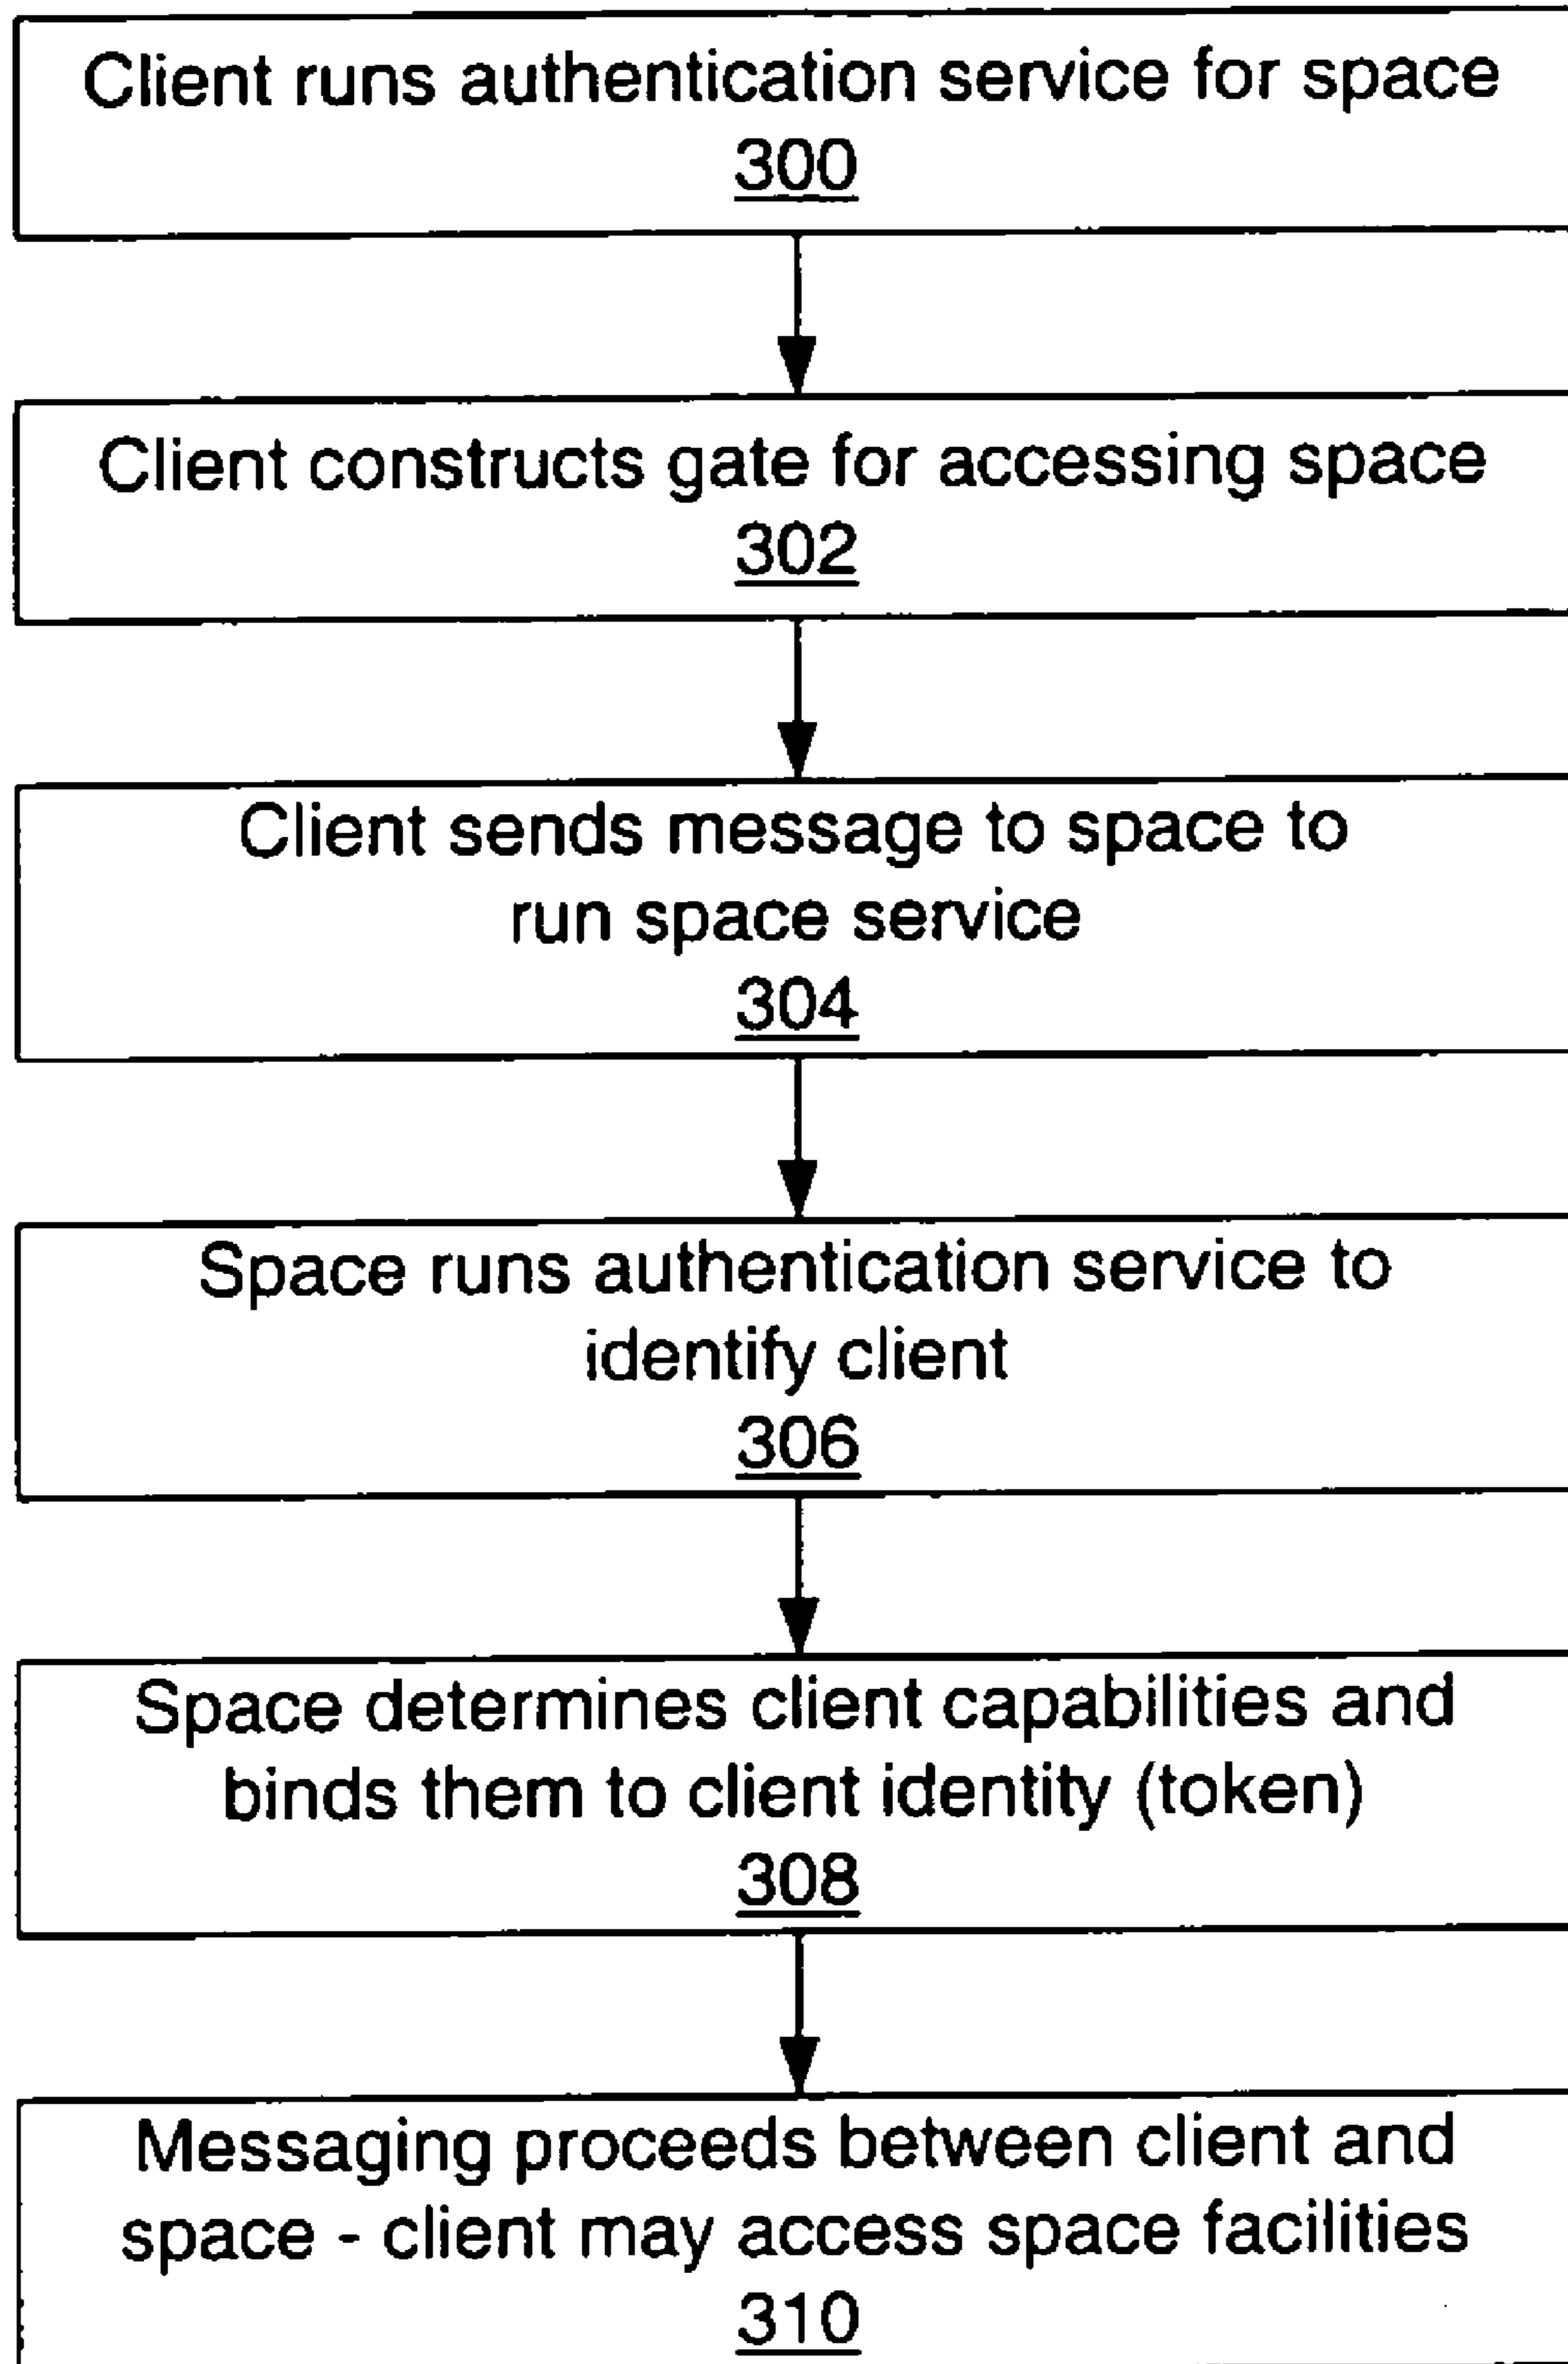 Client runs authentication service for space
300
Client constructs gate for accessing space
302
Client sends message to space to
run space service
304
Space runs authentication service to
identify client
306
Space determines client capabilities and
binds them to client identity (token)
308
Messaging proceeds between client and
space - client may access space facilities
310